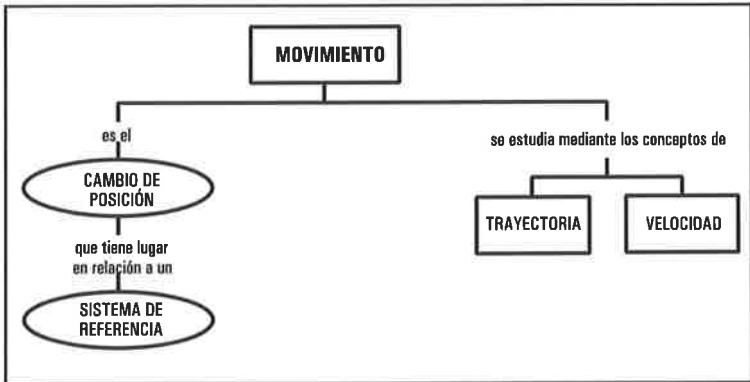 MOVIMIENTO
es el
CAMBIO DE
POSICIÓN
que tiene lugar
en relación a un
SISTEMA DE
REFERENCIA
se estudia mediante los conceptos de
TRAYECTORIA
VELOCIDAD